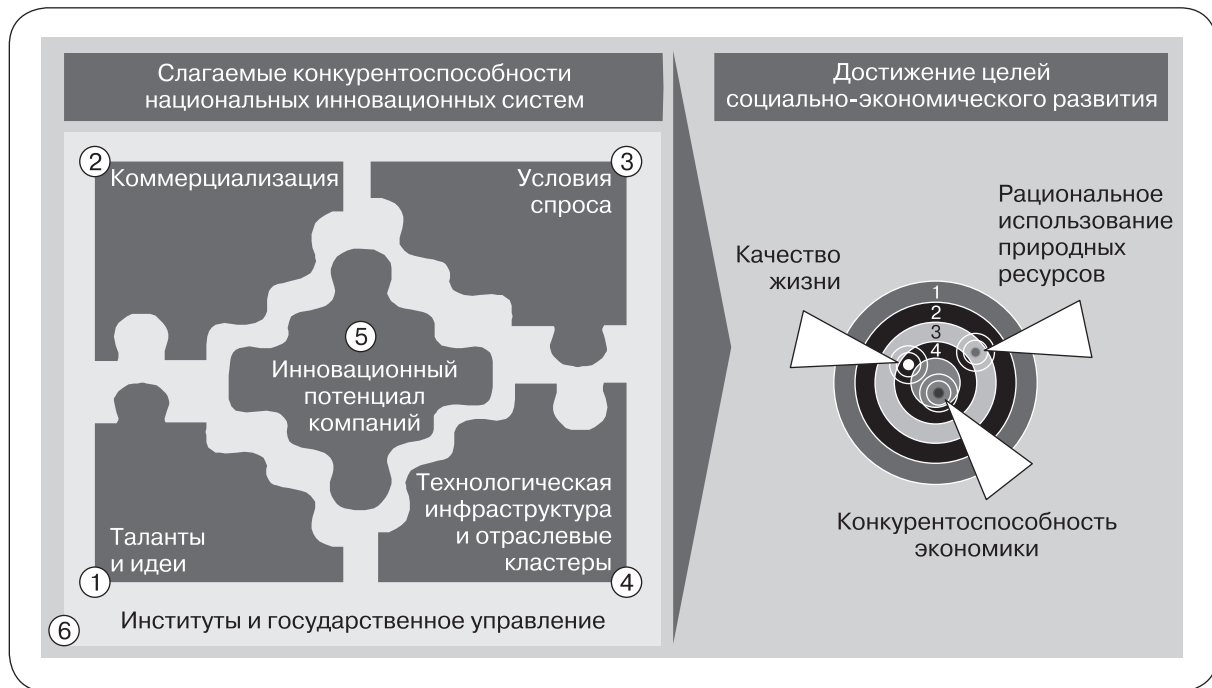 Слагаемые конкурентоспособности
национальных инновационных систем
2
Коммерциализация
3
Условия
спроса
5
Инновационный
потенциал
компаний
Таланты
и идеи
1
Технологическая
инфраструктура
и отраслевые
кластеры
4
6
Институты и государственное управление
Достижение целей
социально-экономического развития
Качество
жизни
Рациональное
использование
природных
ресурсов
1
2
3
4
Конкурентоспособность
экономики